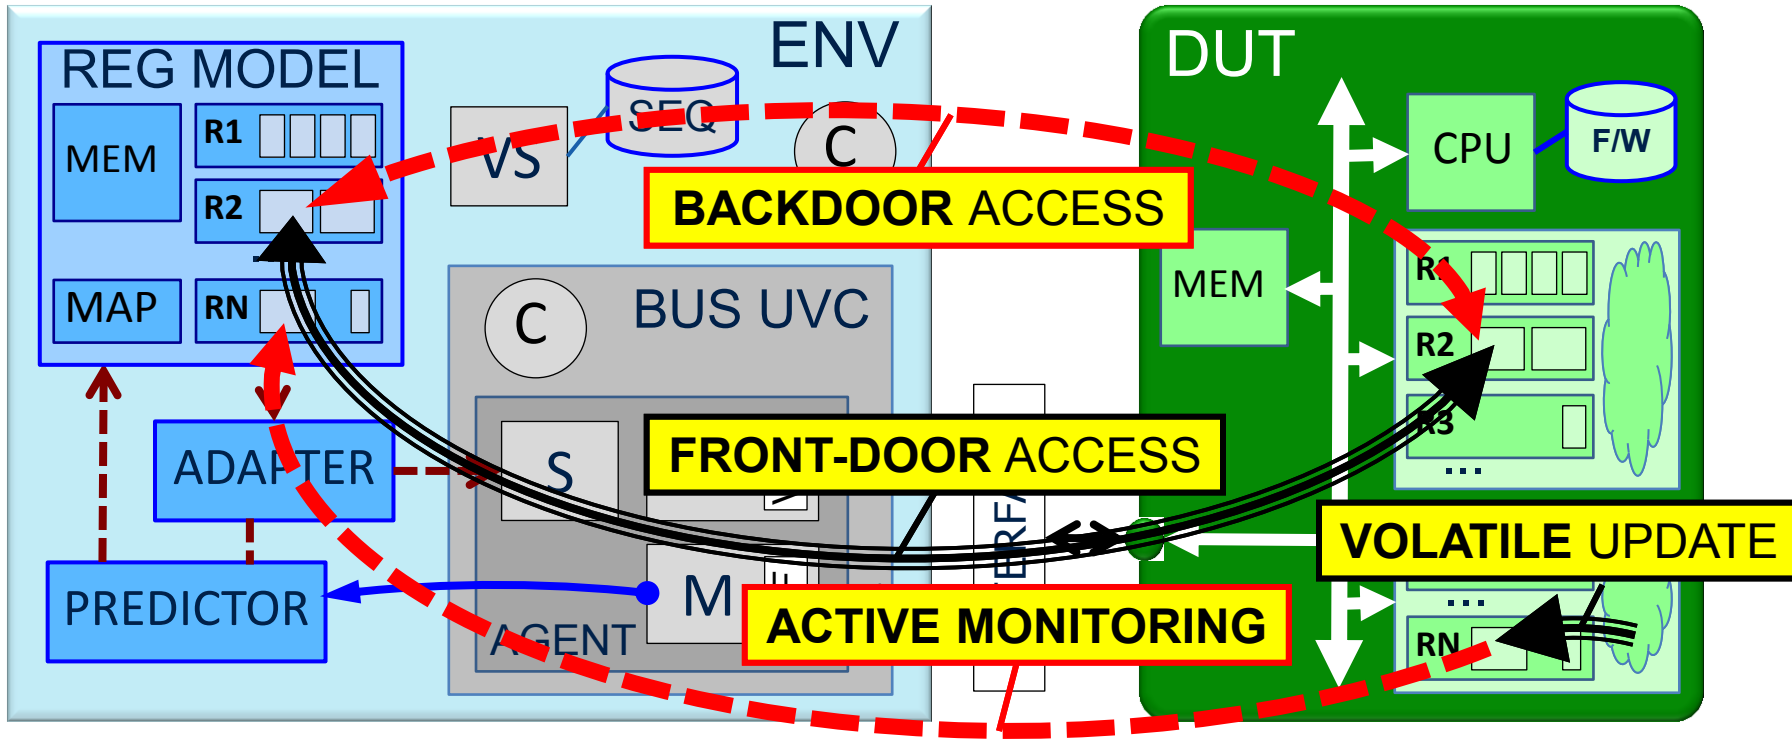 ENV
DUT
REG MODEL
SEQ
R1
MEM
VS
C
CPU
F/W
R2
BACKDOOR ACCESS
...
R1
MEM
MAP
RN
C
BUS UVC
R2
R3
ADAPTER
S
FRONT-DOOR ACCESS
...
VOLATILE UPDATE
PREDICTOR
M
...
ACTIVE MONITORING
AGENT
RN